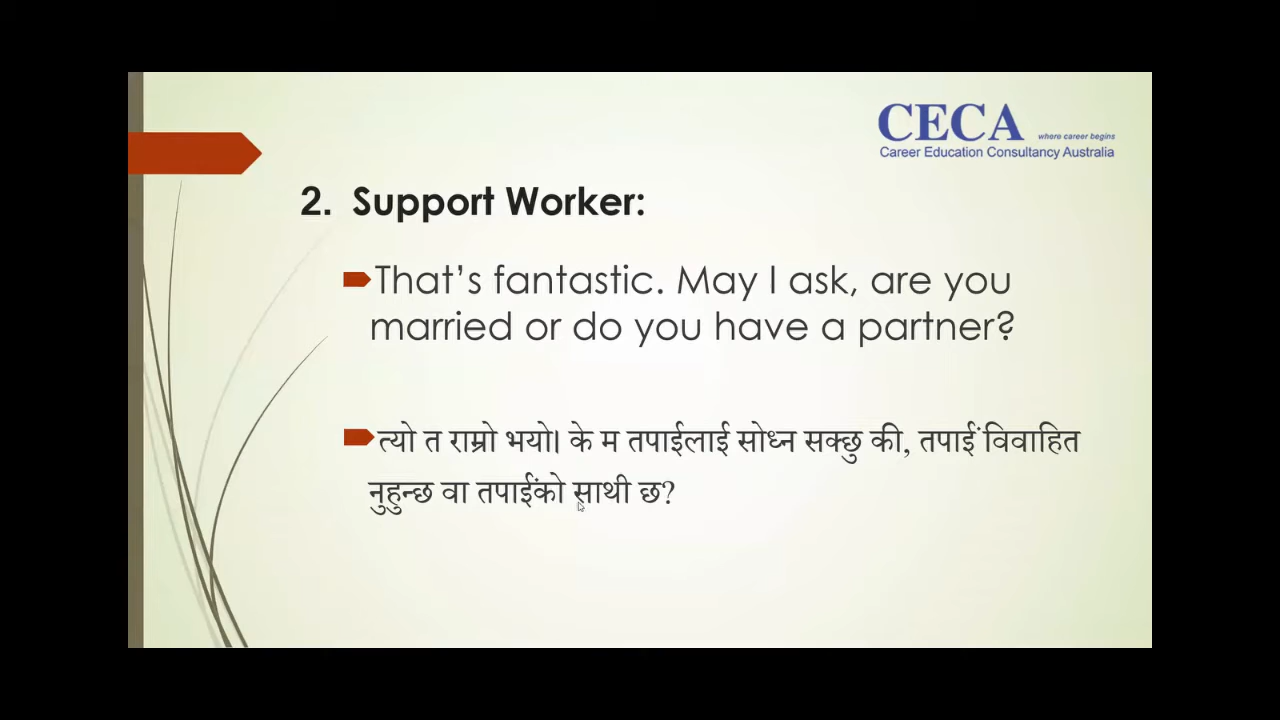 CECA where career begins
Career Education Consultancy Australia
2. Support Worker:
That's fantastic. May I ask, are you
married or do you have a partner?
त्यो त राम्रो भयो। के म तपाईलाई सोध्न सक्छु की, तपाईं विवाहित
नुहुन्छ वा तपाईंको साथी छ?